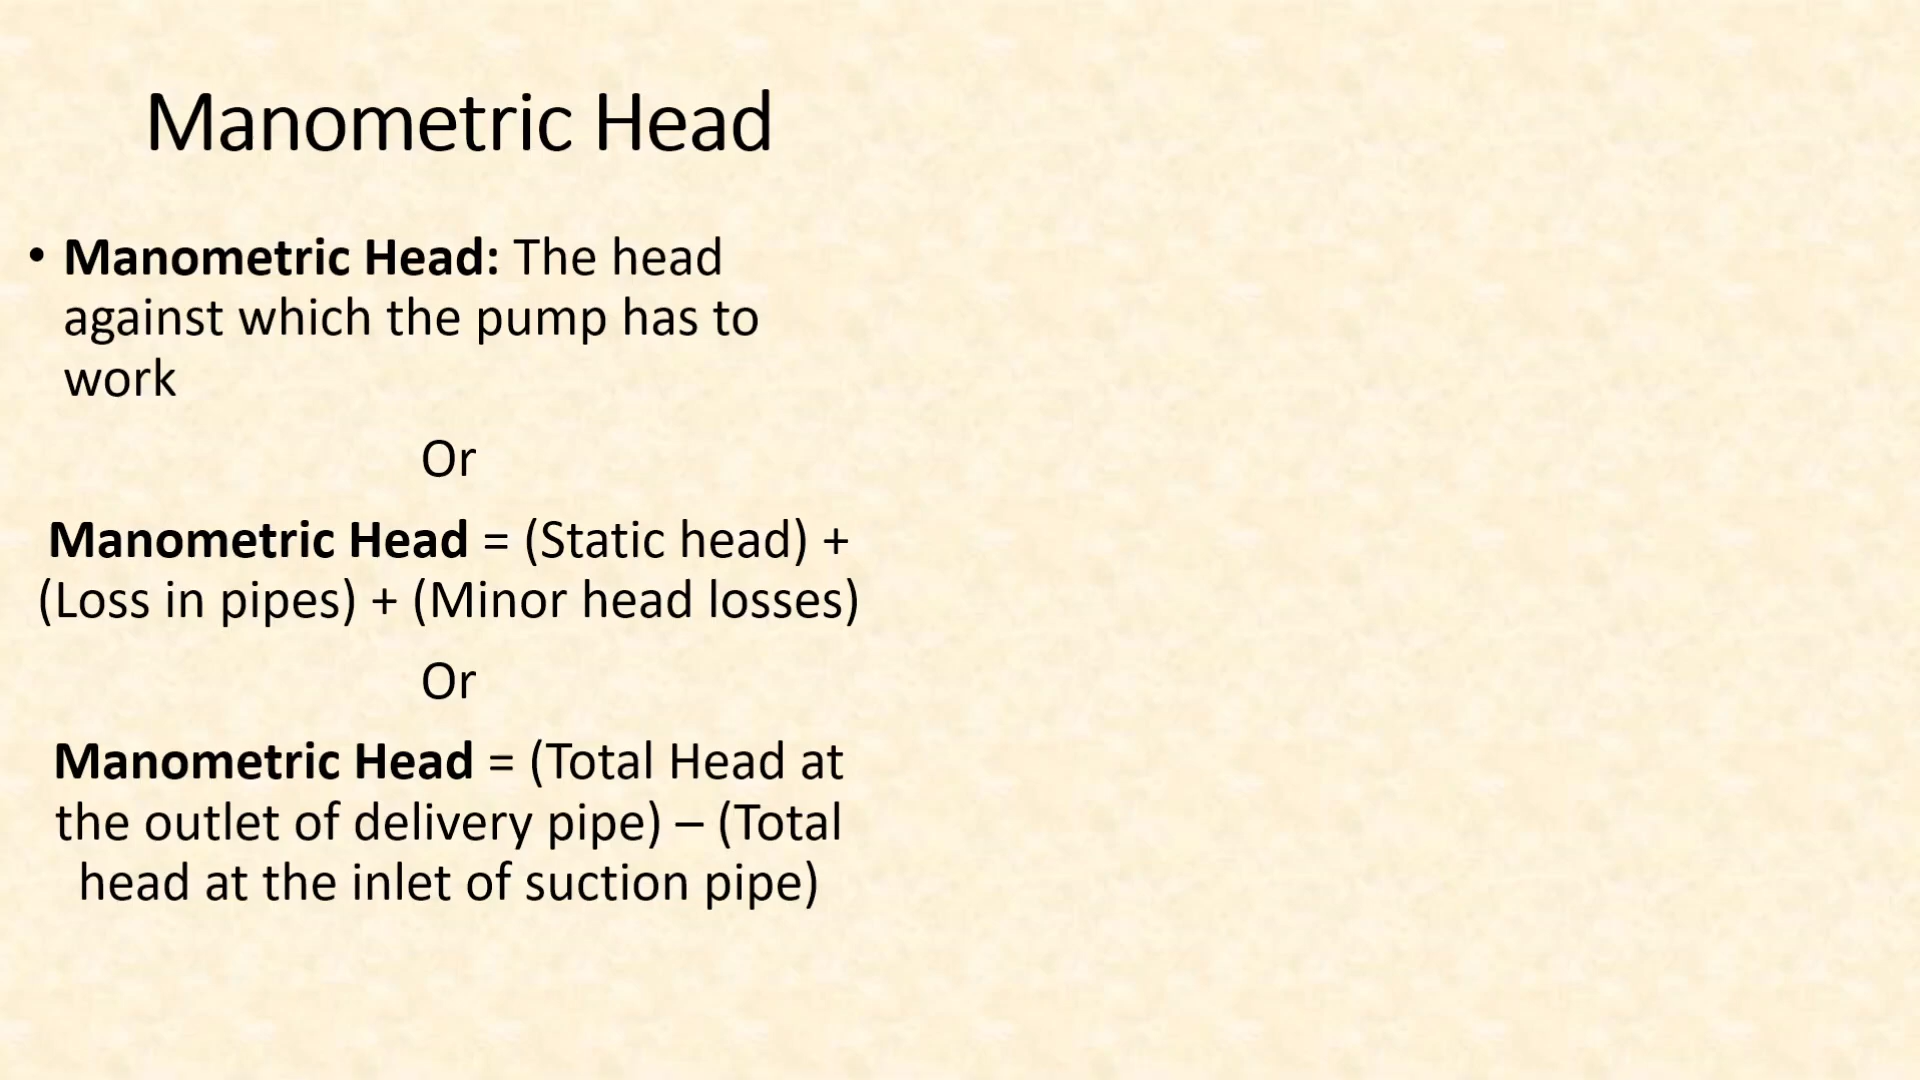 Manometric Head
• Manometric Head: The head
against which the pump has to
work
Or
Manometric Head = (Static head) +
(Loss in pipes) + (Minor head losses)
Or
Manometric Head = (Total Head at
the outlet of delivery pipe) – (Total
head at the inlet of suction pipe)